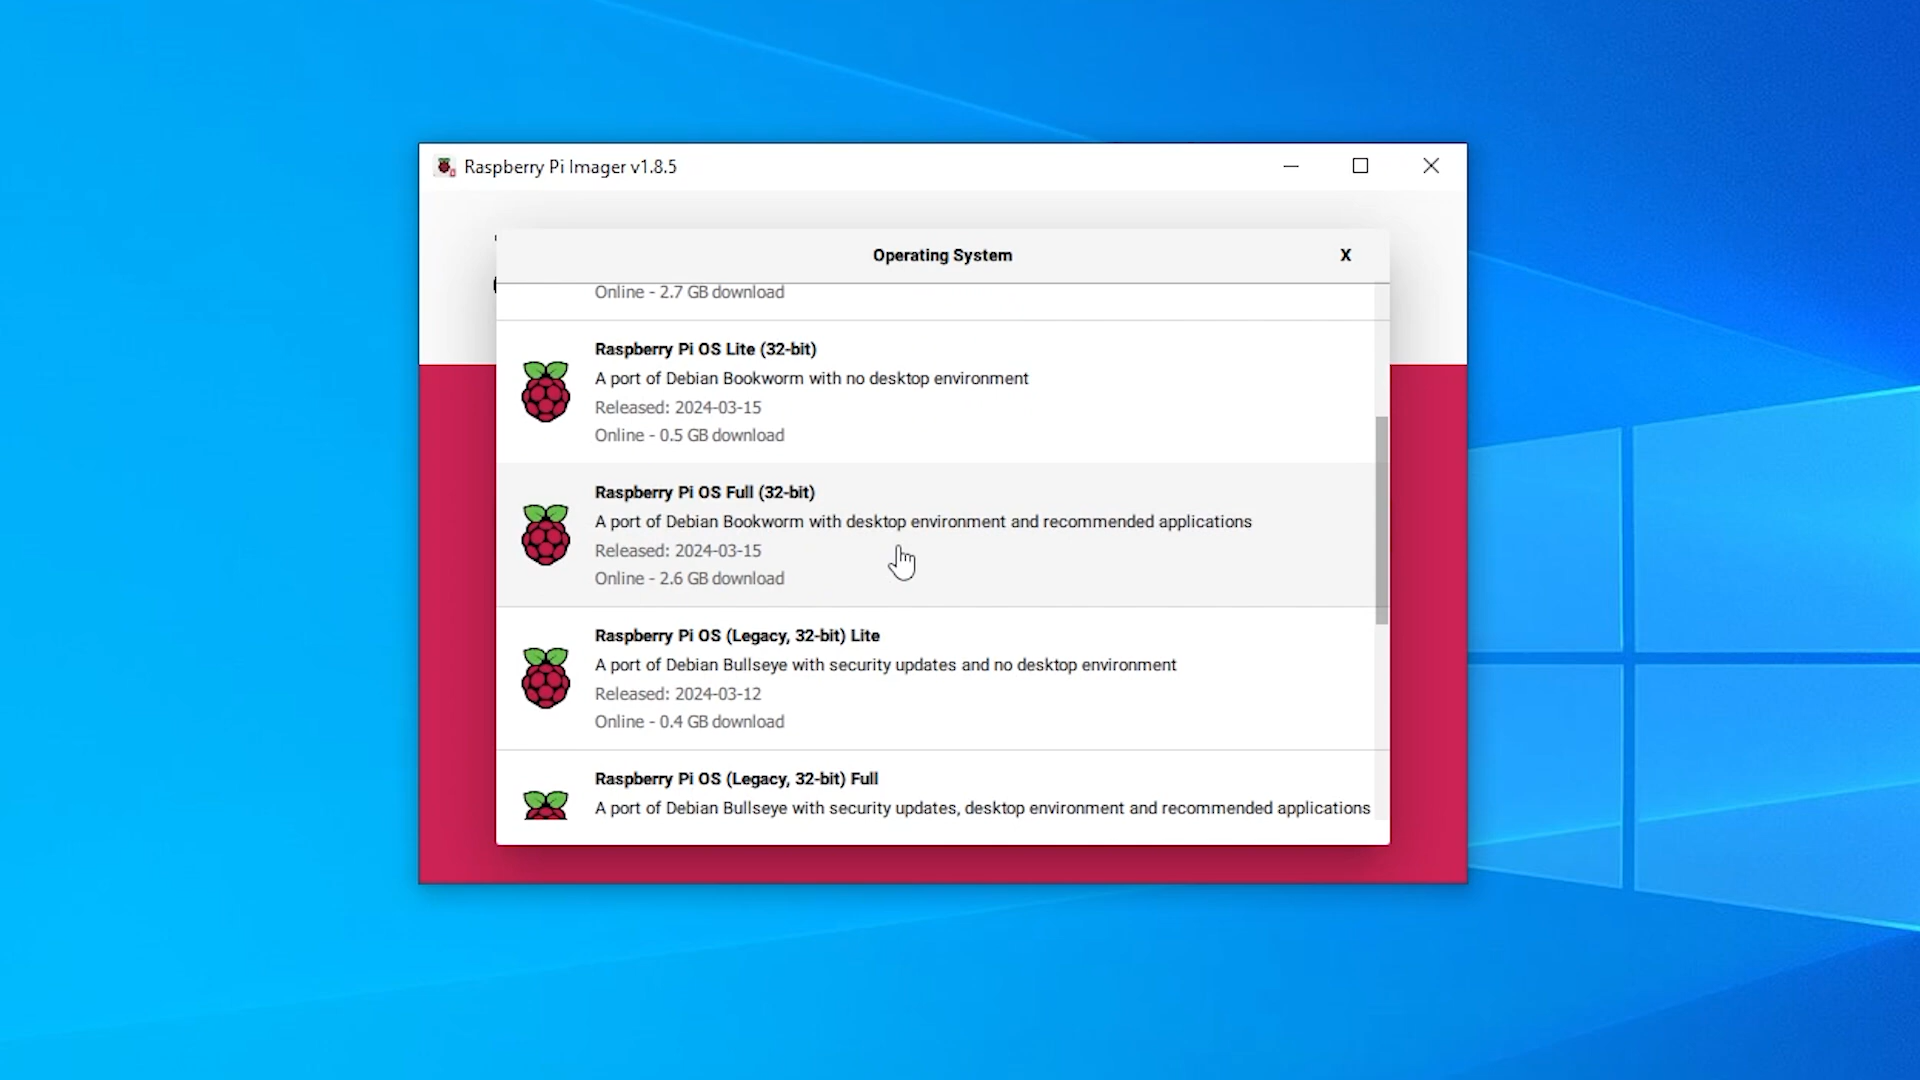 Raspberry Pi Imager v1.8.5
Operating System
X
Online - 2.7 GB download
Raspberry Pi OS Lite (32-bit)
A port of Debian Bookworm with no desktop environment
Released: 2024-03-15
Online - 0.5 GB download
Raspberry Pi OS Full (32-bit)
A port of Debian Bookworm with desktop environment and recommended applications
Released: 2024-03-15
Online - 2.6 GB download
Raspberry Pi OS (Legacy, 32-bit) Lite
A port of Debian Bullseye with security updates and no desktop environment
Released: 2024-03-12
Online - 0.4 GB download
Raspberry Pi OS (Legacy, 32-bit) Full
A port of Debian Bullseye with security updates, desktop environment and recommended applications